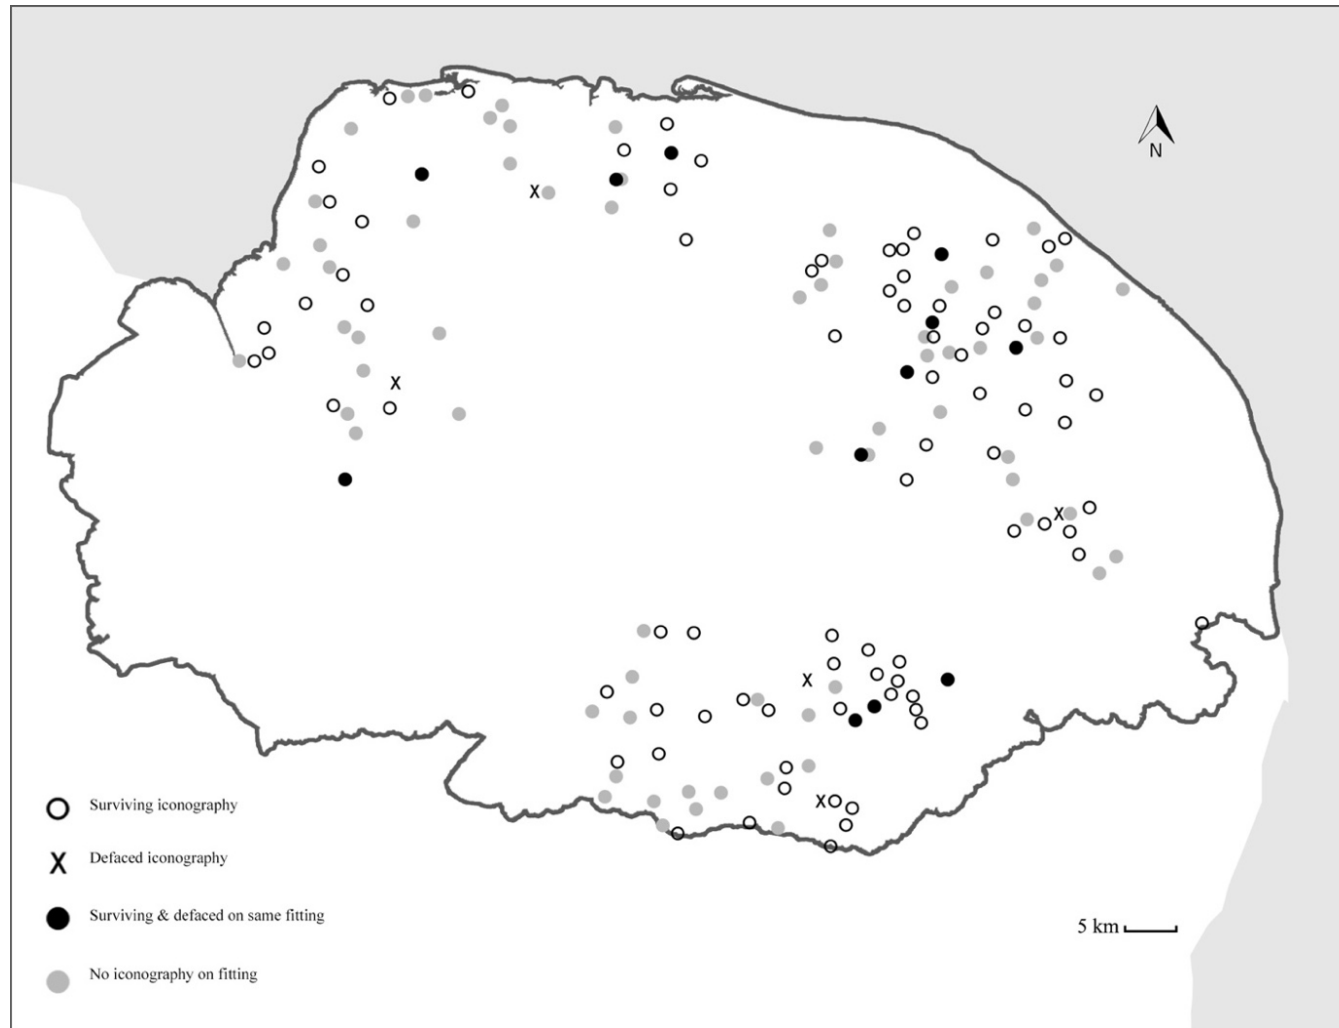 N
Surviving iconography
X
Defaced iconography
Surviving & defaced on same fitting
No iconography on fitting
5 km
X
X
X
X
X